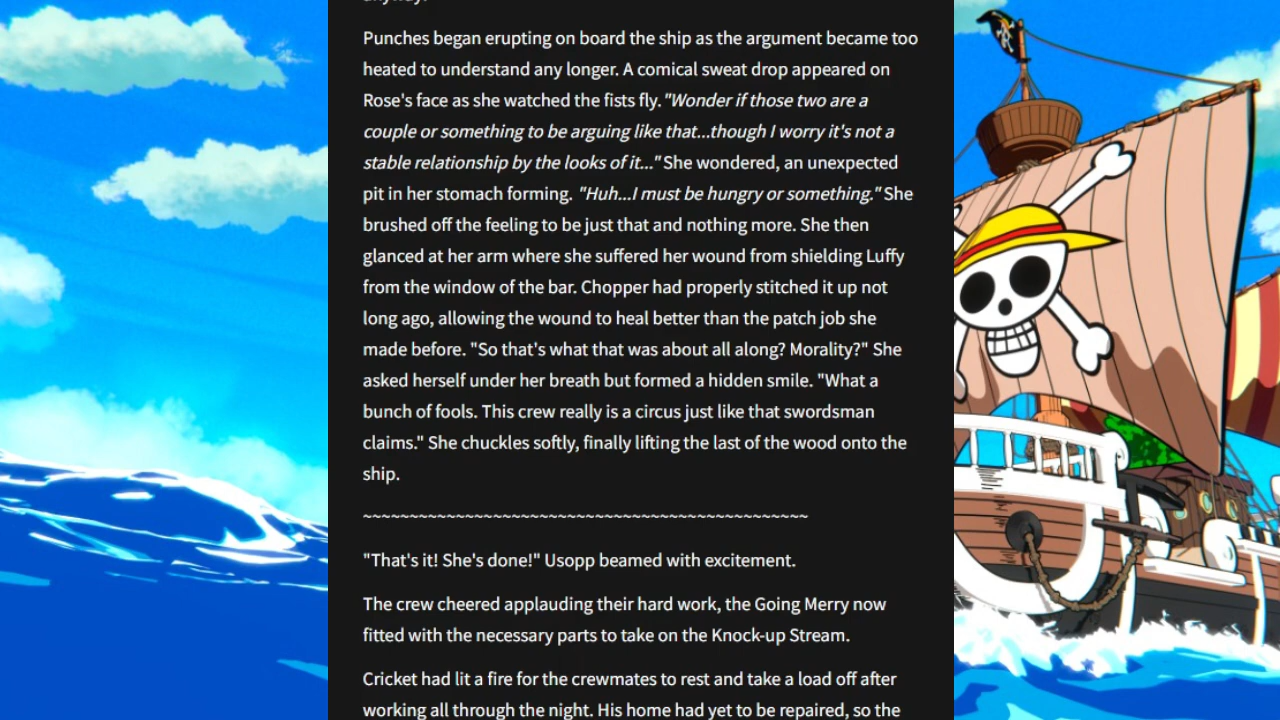 anyway."
Punches began erupting on board the ship as the argument became too
heated to understand any longer. A comical sweat drop appeared on
Rose's face as she watched the fists fly. "Wonder if those two are a
couple or something to be arguing like that...though I worry it's not a
stable relationship by the looks of it..." She wondered, an unexpected
pit in her stomach forming. "Huh...I must be hungry or something." She
brushed off the feeling to be just that and nothing more. She then
glanced at her arm where she suffered her wound from shielding Luffy
from the window of the bar. Chopper had properly stitched it up not
long ago, allowing the wound to heal better than the patch job she
made before. "So that's what that was about all along? Morality?" She
asked herself under her breath but formed a hidden smile. "What a
bunch of fools. This crew really is a circus just like that swordsman
claims." She chuckles softly, finally lifting the last of the wood onto the
ship.
~~~~~~~~~~~~~~~~~~~~~~~~~~~~~~~~~~~~~~~~~~~~~~~~
"That's it! She's done!" Usopp beamed with excitement.
The crew cheered applauding their hard work, the Going Merry now
fitted with the necessary parts to take on the Knock-up Stream.
Cricket had lit a fire for the crewmates to rest and take a load off after
working all through the night. His home had yet to be repaired, so the